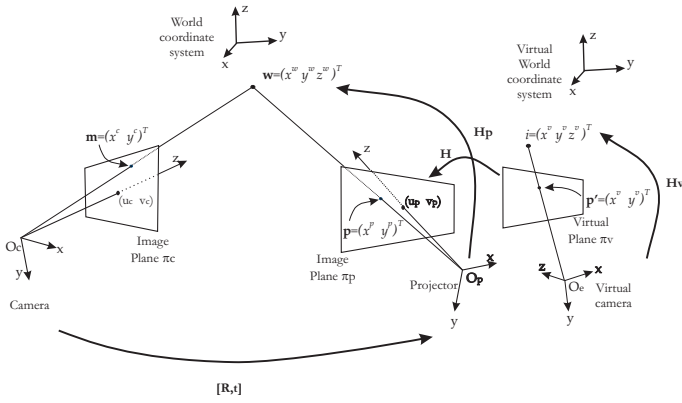 World
coordinate
system
z
y
x
w=(x^w y^w z^w)^T
Virtual
World
coordinate
system
z
y
x
m=(x^c y^c)^T
z
(uc vc)
Oc
x
y
Image
Plane πc
Camera
z
(up vp)
p=(x^p y^p)^T
Image
Plane πp
Projector
Op
x
y
H
Hp
i=(x^v y^v z^v)^T
p'=(x^v y^v)^T
Virtual
Plane πv
z
x
Oe
y
Virtual
camera
Hv
[R,t]